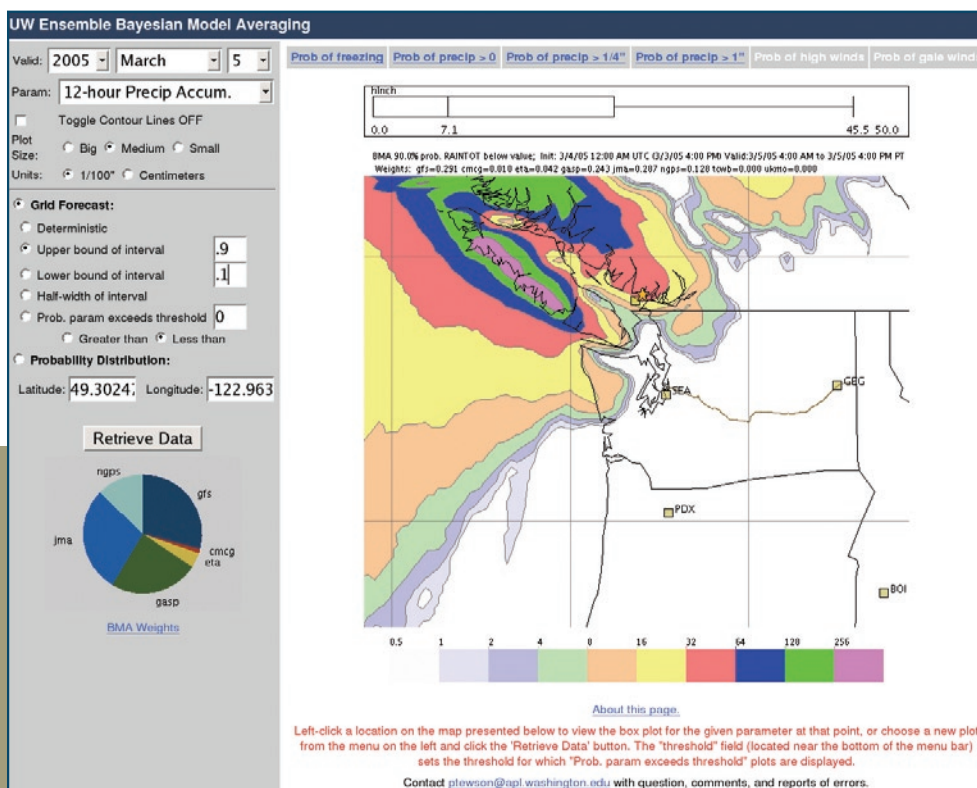 UW Ensemble Bayesian Model Averaging
Valid: 2005 March 5
Param: 12-hour Precip Accum.
Toggle Contour Lines OFF
Plot Size: Big Medium Small
Units: 1/100" Centimeters
Grid Forecast:
Deterministic
Upper bound of interval .9
Lower bound of interval .1
Half-width of interval
Prob. param exceeds threshold 0
Greater than Less than
Probability Distribution:
Latitude: 49.30247 Longitude: -122.963
Retrieve Data
ngps
gfs
jma
cmcg
eta
gasp
BMA Weights
Prob of freezing Prob of precip > 0 Prob of precip > 1/4" Prob of precip > 1" Prob of high winds Prob of gale wind
hInch
0.0 7.1 45.5 50.0
BMA 90.0% prob. RAINTOT below value; Init: 3/4/05 12:00 AM UTC (3/3/05 4:00 PM) Valid:3/5/05 4:00 AM to 3/5/05 4:00 PM PT
Weights: gfs=0.291 cmcg=0.010 eta=0.042 gasp=0.243 jma=0.287 ngps=0.128 tcwb=0.000 ukmo=0.000
SEA
GEG
PDX
BOI
0.5 1 2 4 8 16 32 64 128 256
About this page.
Left-click a location on the map presented below to view the box plot for the given parameter at that point, or choose a new plot
from the menu on the left and click the 'Retrieve Data' button. The "threshold" field (located near the bottom of the menu bar)
sets the threshold for which "Prob. param exceeds threshold" plots are displayed.
Contact ptewson@apl.washington.edu with question, comments, and reports of errors.